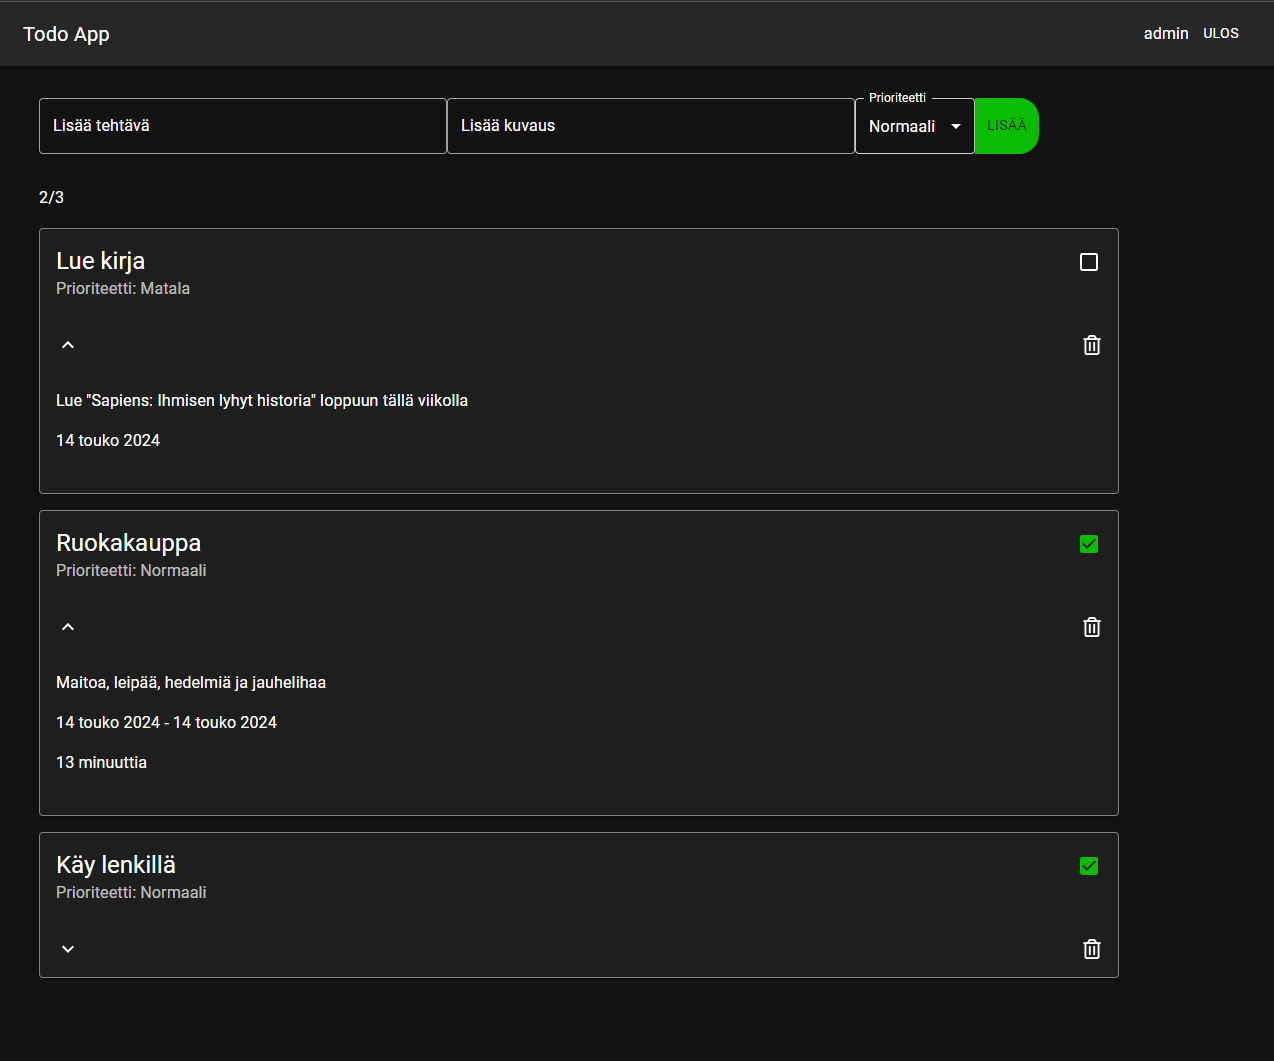 Todo App
admin ULOS
Prioriteetti
Lisää tehtävä Lisää kuvaus Normaali LISÄÄ
2/3
Lue kirja
Prioriteetti: Matala
Lue "Sapiens: Ihmisen lyhyt historia" loppuun tällä viikolla
14 touko 2024
Ruokakauppa
Prioriteetti: Normaali
Maitoa, leipää, hedelmiä ja jauhelihaa
14 touko 2024 - 14 touko 2024
13 minuuttia
Käy lenkillä
Prioriteetti: Normaali